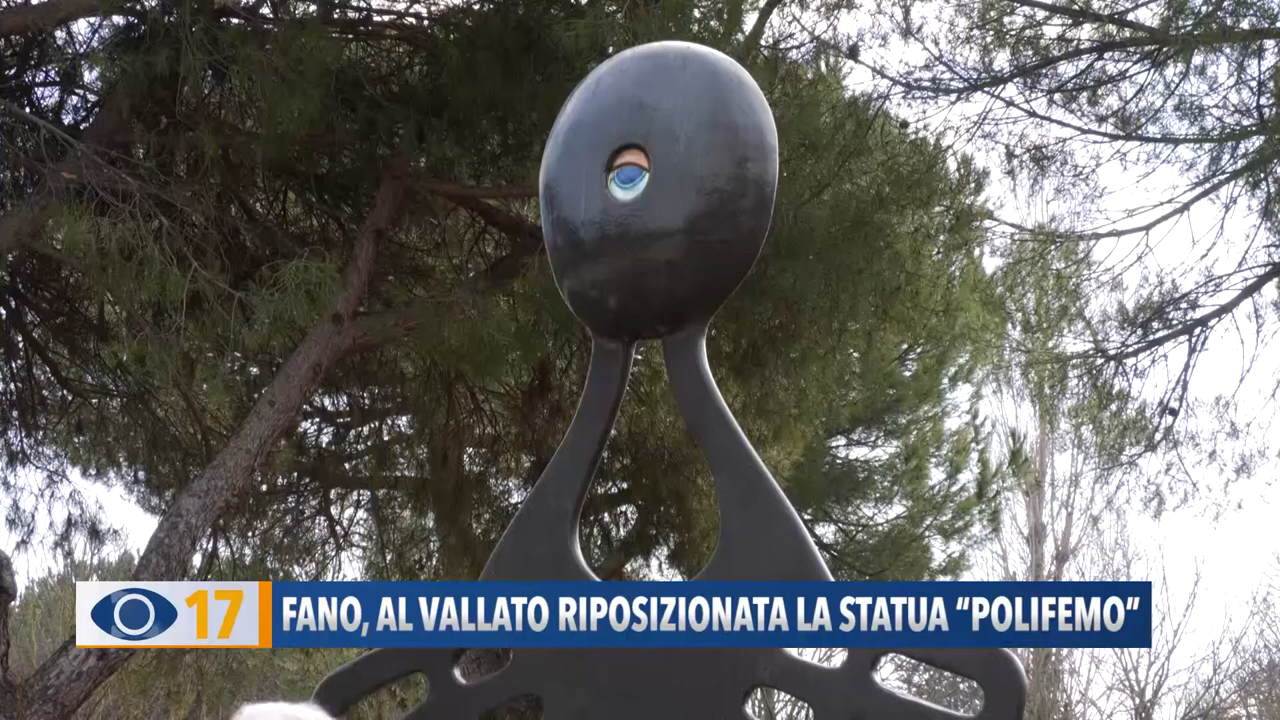 17 FANO, AL VALLATO RIPOSIZIONATA LA STATUA “POLIFEMO”